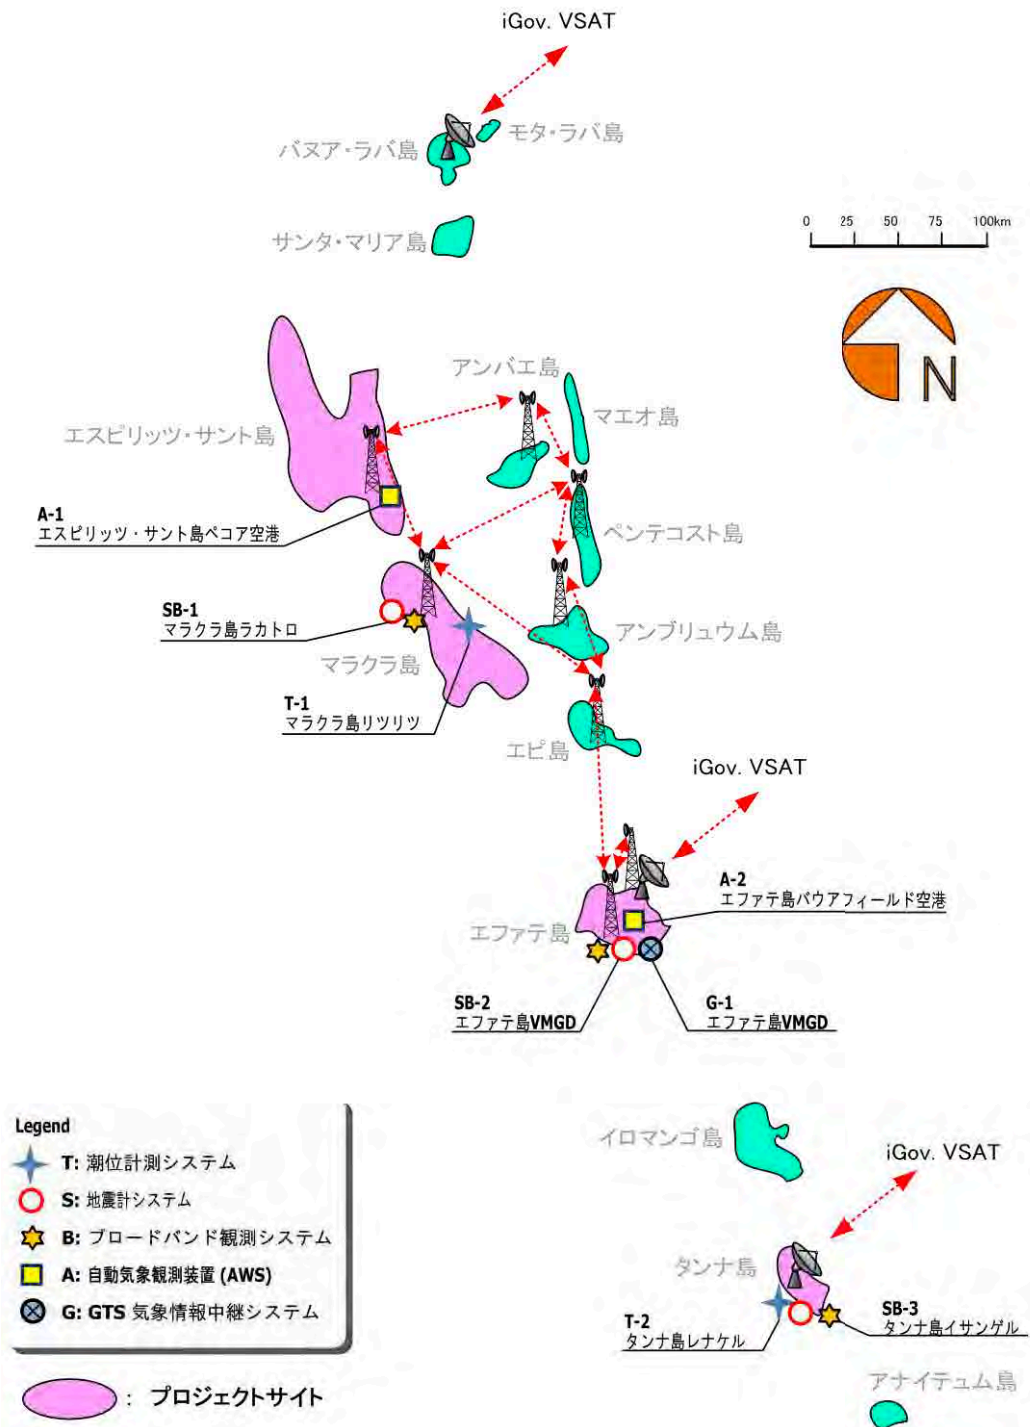 iGov. VSAT
モタ・ラバ島
バヌア・ラバ島
サンタ・マリア島
0 25 50 75 100km
N
アンバエ島
マエオ島
エスピリッツ・サント島
A-1
エスピリッツ・サント島ペコア空港
ペンテコスト島
SB-1
マラクラ島ラカトロ
アンブリュウム島
マラクラ島
T-1
マラクラ島リツリツ
エピ島
iGov. VSAT
A-2
エファテ島バウアフィールド空港
エファテ島
SB-2
エファテ島VMGD
G-1
エファテ島VMGD
イロマンゴ島
iGov. VSAT
タンナ島
T-2
タンナ島レナケル
SB-3
タンナ島イサンゲル
アナイテュム島
Legend
T: 潮位計測システム
S: 地震計システム
B: ブロードバンド観測システム
A: 自動気象観測装置 (AWS)
G: GTS 気象情報中継システム
: プロジェクトサイト